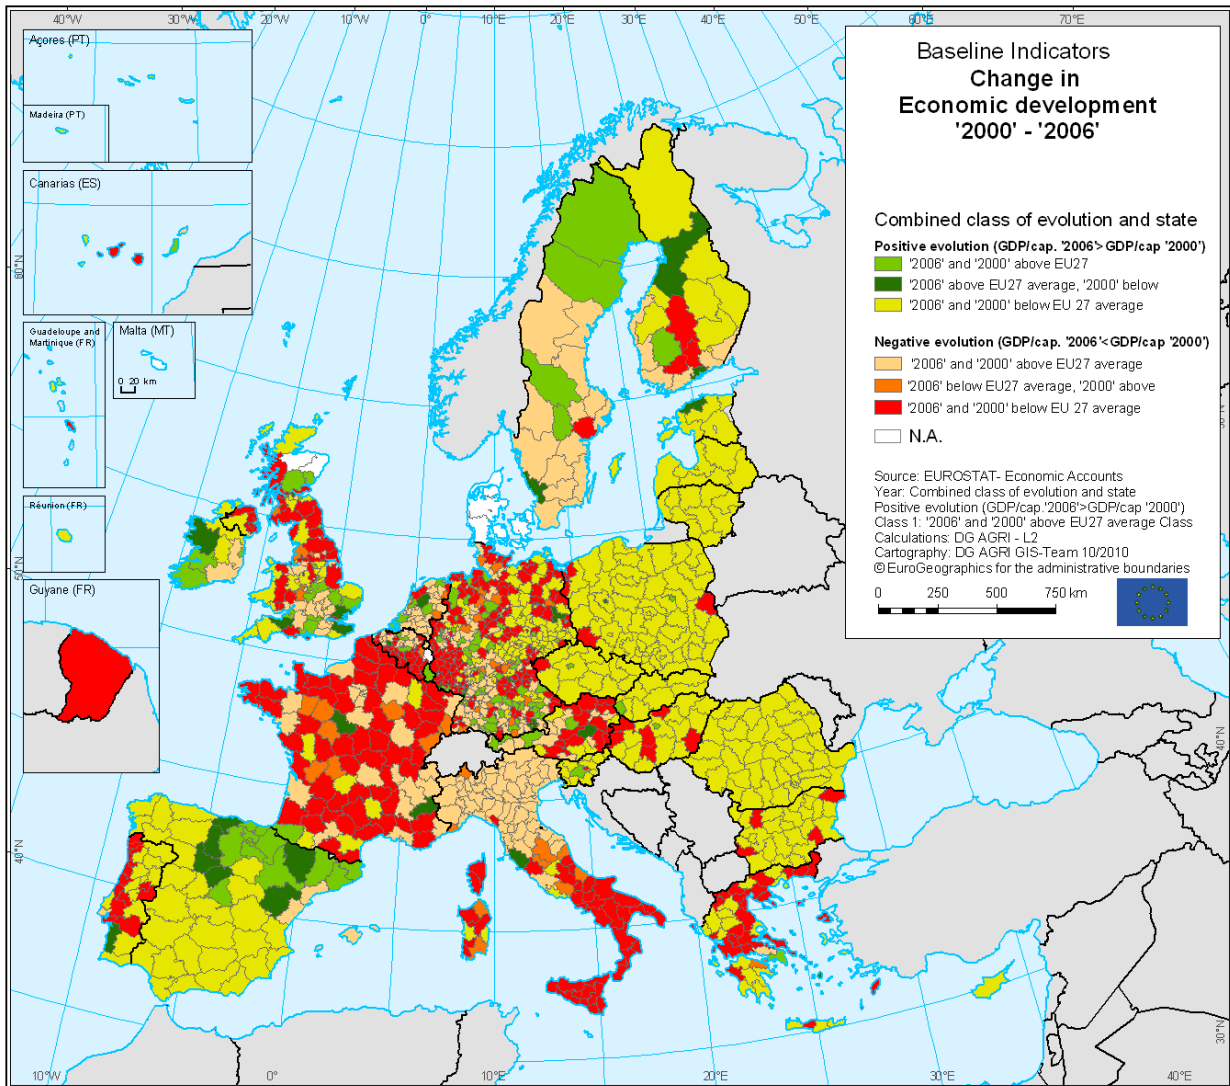 40°W
30°W
20°W
10°W
0°
10°E
20°E
30°E
40°E
50°E
60°E
70°E
Açores (PT)
Madeira (PT)
Canarias (ES)
Guadeloupe and
Martinique (FR)
Malta (MT)
0 20 km
Réunion (FR)
Guyane (FR)
Baseline Indicators
Change in
Economic development
'2000' - '2006'
Combined class of evolution and state
Positive evolution (GDP/cap. '2006'>GDP/cap '2000')
'2006' and '2000' above EU27
'2006' above EU27 average, '2000' below
'2006' and '2000' below EU 27 average
Negative evolution (GDP/cap. '2006'<GDP/cap '2000')
'2006' and '2000' above EU27 average
'2006' below EU27 average, '2000' above
'2006' and '2000' below EU 27 average
N.A.
Source: EUROSTAT- Economic Accounts
Year: Combined class of evolution and state
Positive evolution (GDP/cap.'2006'>GDP/cap '2000')
Class 1: '2006' and '2000' above EU27 average Class
Calculations: DG AGRI - L2
Cartography: DG AGRI GIS-Team 10/2010
© EuroGeographics for the administrative boundaries
0 250 500 750 km
60°N
50°N
40°N
40°N
30°N
10°W
0°
10°E
20°E
30°E
40°E